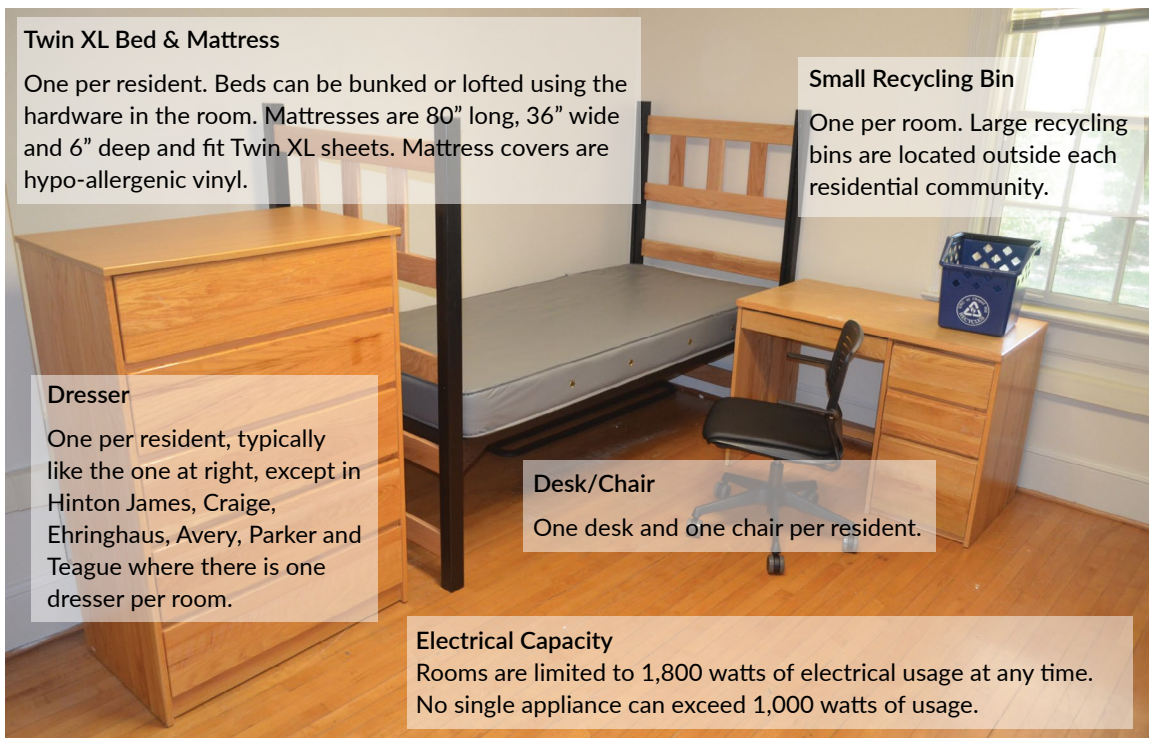 Twin XL Bed & Mattress
One per resident. Beds can be bunked or lofted using the
hardware in the room. Mattresses are 80” long, 36” wide
and 6” deep and fit Twin XL sheets. Mattress covers are
hypo-allergenic vinyl.
Small Recycling Bin
One per room. Large recycling
bins are located outside each
residential community.
Dresser
One per resident, typically
like the one at right, except in
Hinton James, Craige,
Ehringhaus, Avery, Parker and
Teague where there is one
dresser per room.
Desk/Chair
One desk and one chair per resident.
Electrical Capacity
Rooms are limited to 1,800 watts of electrical usage at any time.
No single appliance can exceed 1,000 watts of usage.